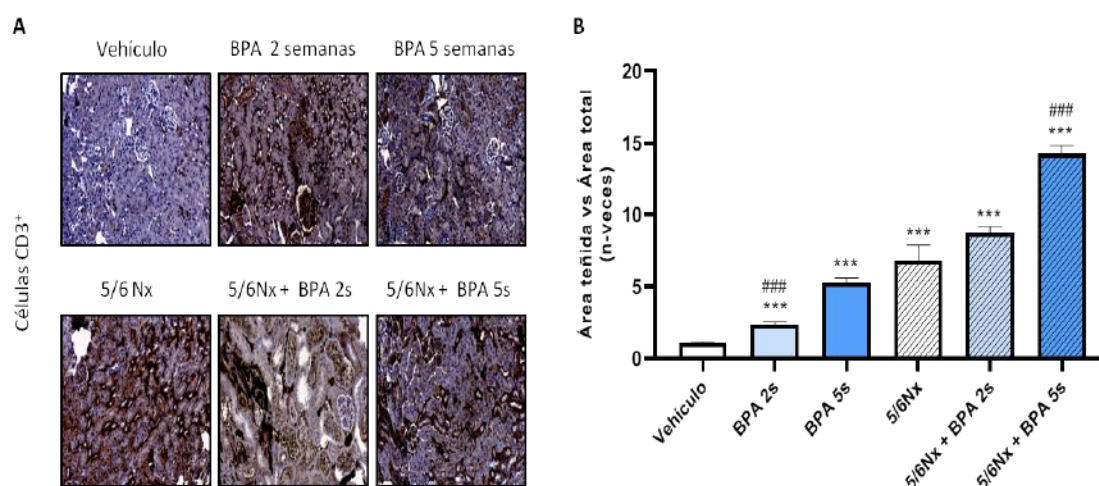 A
Vehículo
BPA 2 semanas
BPA 5 semanas
Células CD3⁺
5/6 Nx
5/6Nx + BPA 2s
5/6Nx + BPA 5s
B
Área teñida vs Área total
(n-veces)
20
15
10
5
0
***
###
***
***
***
***
###
***
Vehículo
BPA 2s
BPA 5s
5/6Nx
5/6Nx + BPA 2s
5/6Nx + BPA 5s